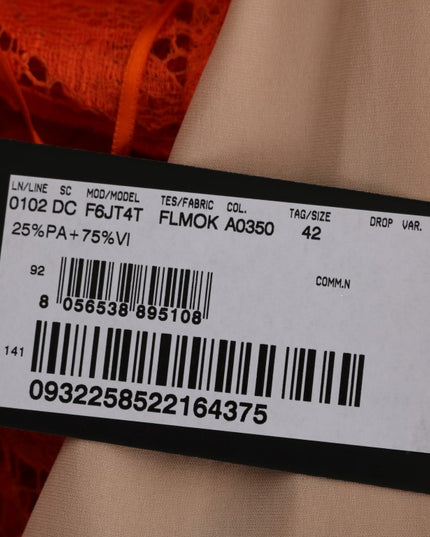 LN/LINE SC MOD/MODEL TES/FABRIC COL. TAG/SIZE DROP VAR.
0102 DC F6JT4T FLMOK A0350 42
25%PA+75%VI
92
COMM.N
8 056538 895108
141
0932258522164375